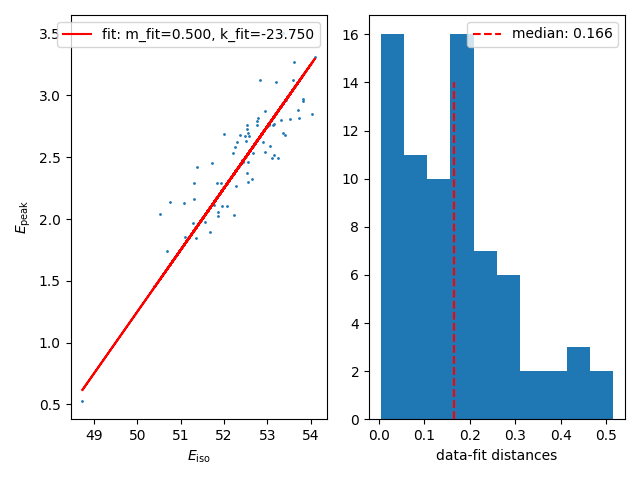 fit: m_fit=0.500, k_fit=-23.750
3.5
3.0
2.5
2.0
1.5
1.0
0.5
E_peak
49 50 51 52 53 54
E_iso
median: 0.166
16
14
12
10
8
6
4
2
0
0.0 0.1 0.2 0.3 0.4 0.5
data-fit distances